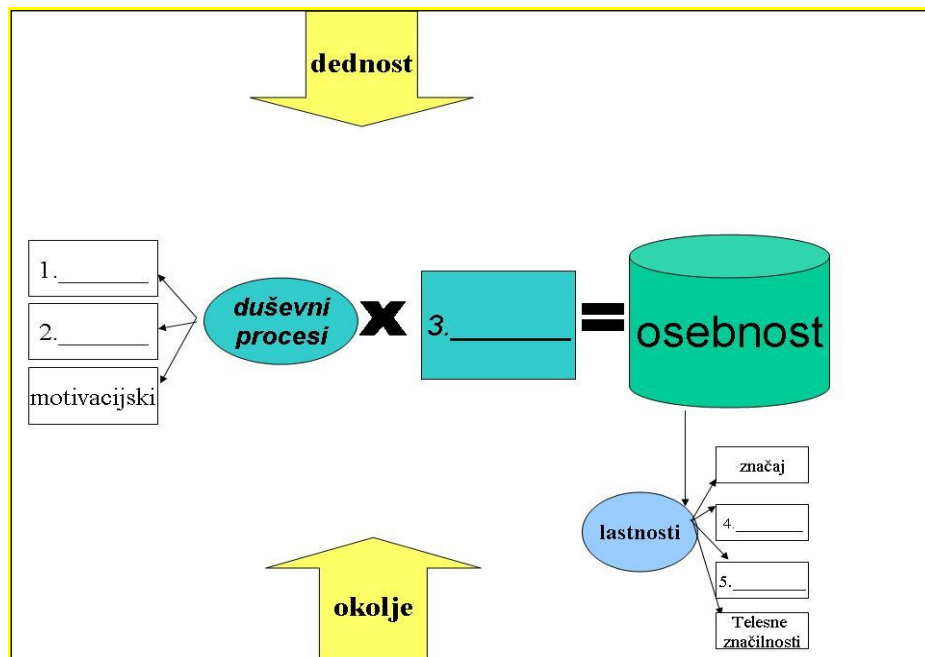 dednost
1.________
2.________
motivacijski
duševni
procesi
x
3.________
=
osebnost
značaj
4.________
5.________
Telesne
značilnosti
lastnosti
okolje